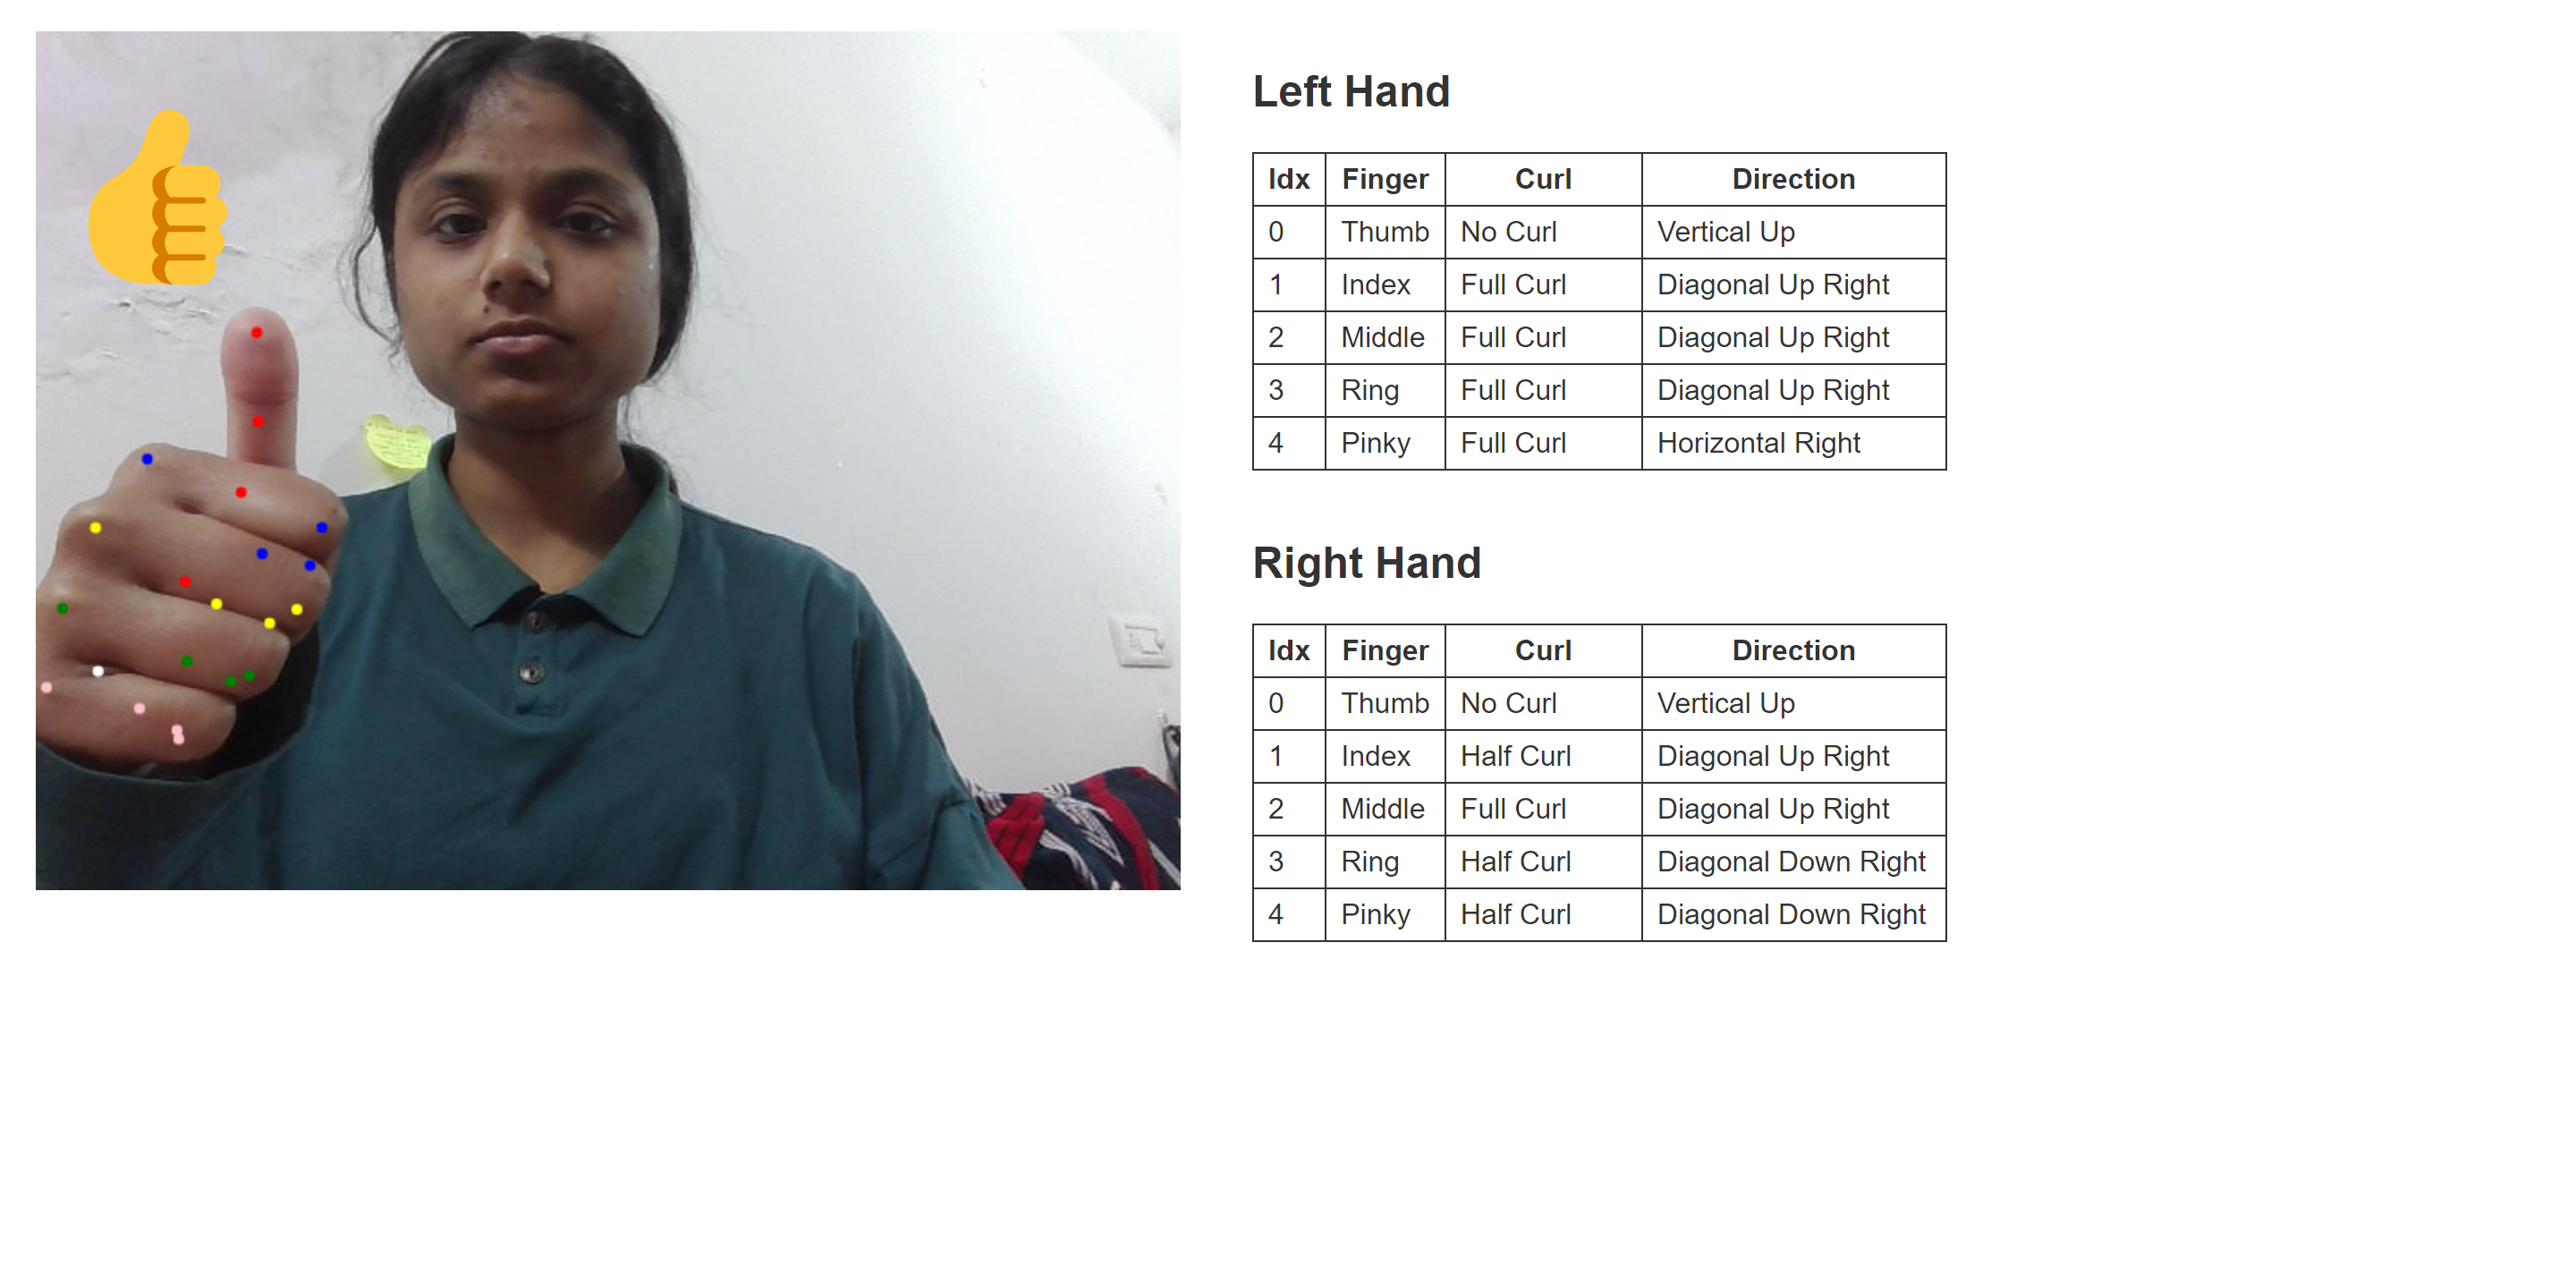 Left Hand
Idx Finger Curl Direction
0 Thumb No Curl Vertical Up
1 Index Full Curl Diagonal Up Right
2 Middle Full Curl Diagonal Up Right
3 Ring Full Curl Diagonal Up Right
4 Pinky Full Curl Horizontal Right
Right Hand
Idx Finger Curl Direction
0 Thumb No Curl Vertical Up
1 Index Half Curl Diagonal Up Right
2 Middle Full Curl Diagonal Up Right
3 Ring Half Curl Diagonal Down Right
4 Pinky Half Curl Diagonal Down Right